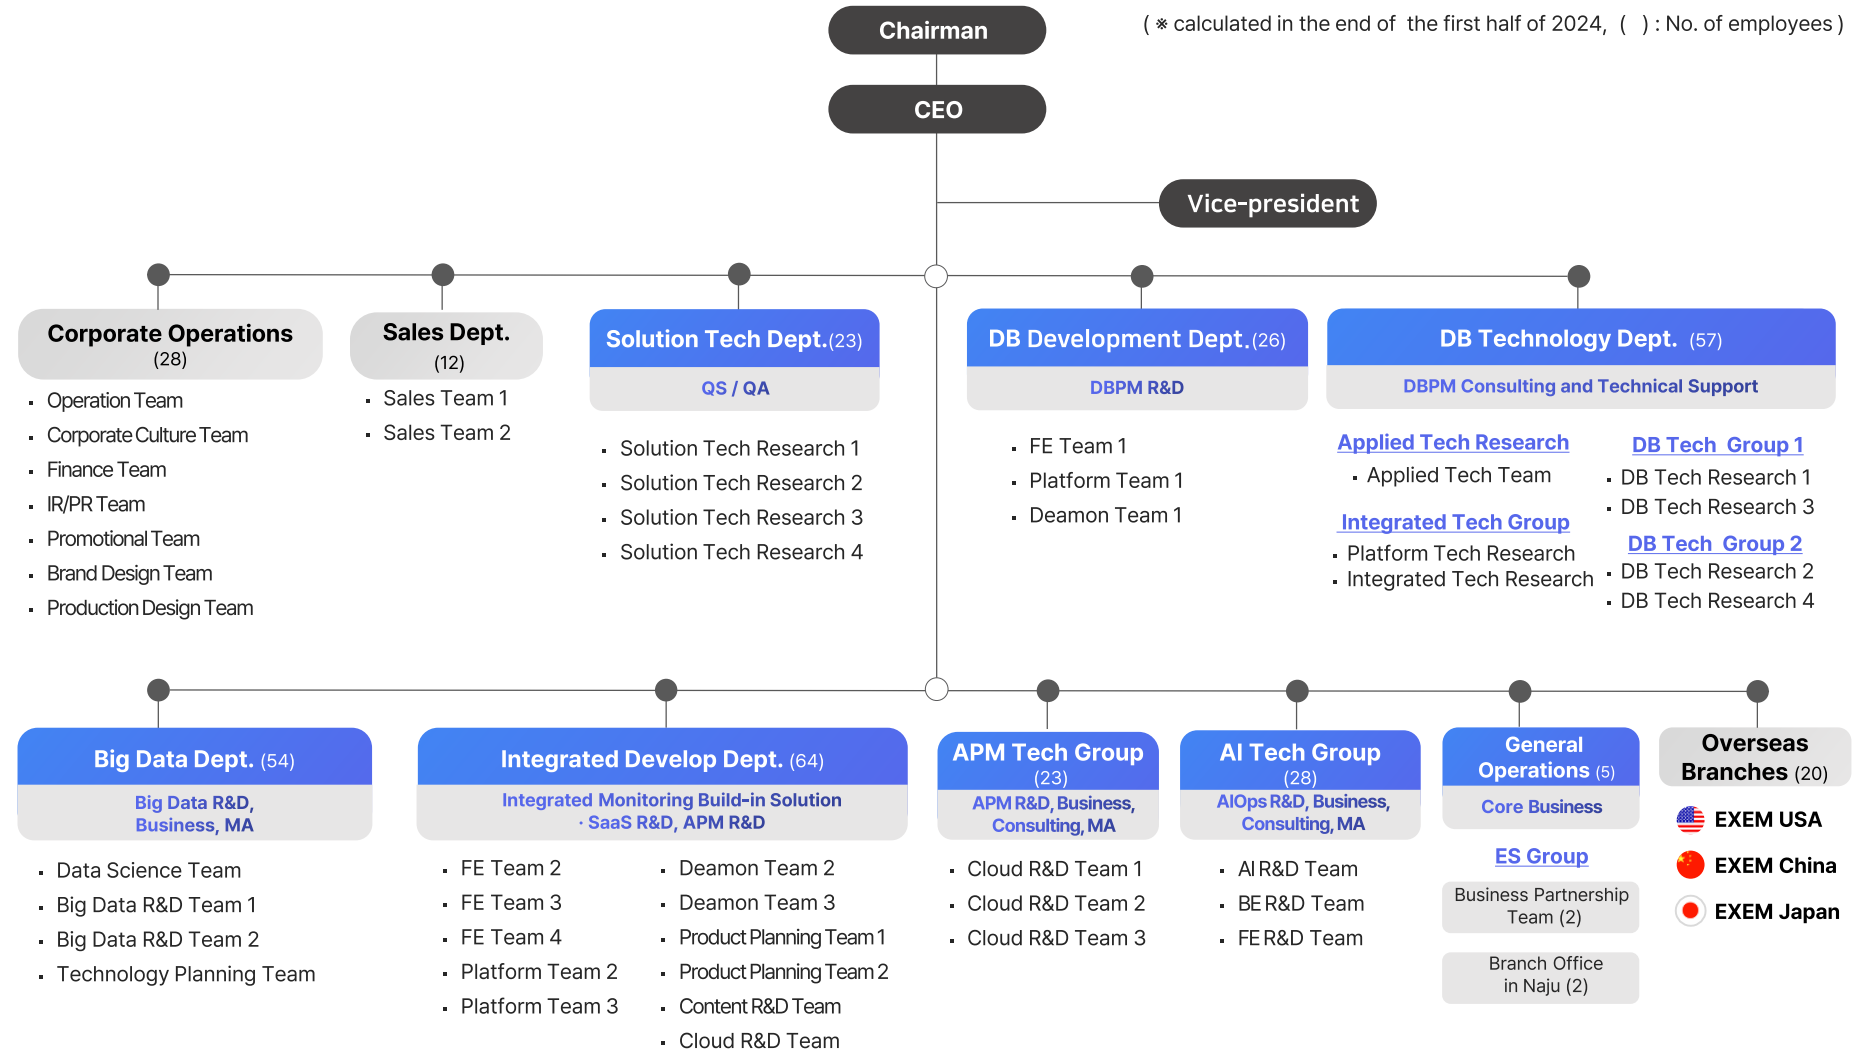 Chairman
( ※ calculated in the end of the first half of 2024, ( ) : No. of employees )
CEO
Vice-president
Corporate Operations
(28)
Operation Team
Corporate Culture Team
Finance Team
IR/PR Team
Promotional Team
Brand Design Team
Production Design Team
Sales Dept.
(12)
Sales Team 1
Sales Team 2
Solution Tech Dept.(23)
QS / QA
Solution Tech Research 1
Solution Tech Research 2
Solution Tech Research 3
Solution Tech Research 4
DB Development Dept.(26)
DBPM R&D
FE Team 1
Platform Team 1
Deamon Team 1
DB Technology Dept. (57)
DBPM Consulting and Technical Support
Applied Tech Research
Applied Tech Team
Integrated Tech Group
Platform Tech Research
Integrated Tech Research
DB Tech Group 1
DB Tech Research 1
DB Tech Research 3
DB Tech Group 2
DB Tech Research 2
DB Tech Research 4
Big Data Dept. (54)
Big Data R&D,
Business, MA
Data Science Team
Big Data R&D Team 1
Big Data R&D Team 2
Technology Planning Team
Integrated Develop Dept. (64)
Integrated Monitoring Build-in Solution
· SaaS R&D, APM R&D
FE Team 2
FE Team 3
FE Team 4
Platform Team 2
Platform Team 3
Deamon Team 2
Deamon Team 3
Product Planning Team 1
Product Planning Team 2
Content R&D Team
Cloud R&D Team
APM Tech Group
(23)
APM R&D, Business,
Consulting, MA
Cloud R&D Team 1
Cloud R&D Team 2
Cloud R&D Team 3
AI Tech Group
(28)
AIOps R&D, Business,
Consulting, MA
AI R&D Team
BE R&D Team
FE R&D Team
General
Operations (5)
Core Business
ES Group
Business Partnership
Team (2)
Branch Office
in Naju (2)
Overseas
Branches (20)
EXEM USA
EXEM China
EXEM Japan